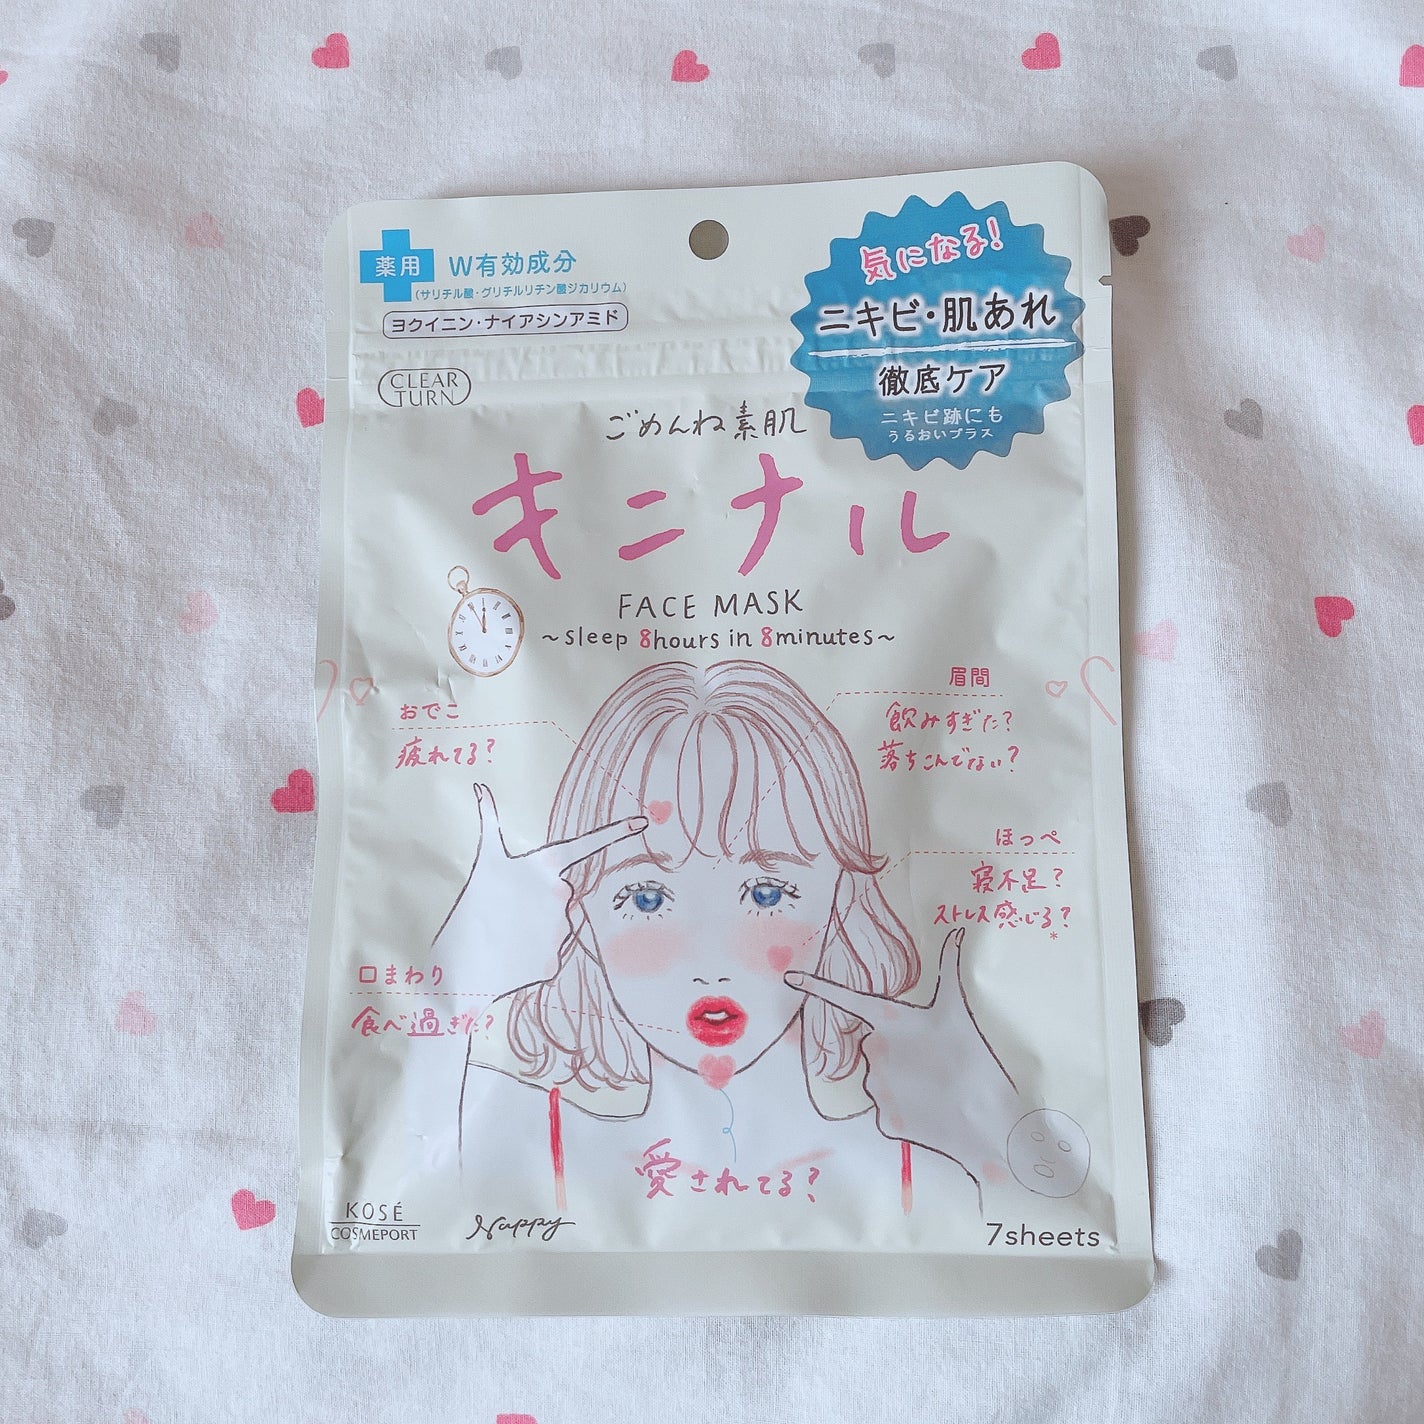 薬用
W有効成分
(サリチル酸・グリチルリチン酸ジカリウム)
ヨクイニン・ナイアシンアミド
気になる!
ニキビ・肌あれ
徹底ケア
ニキビ跡にも
うるおいプラス
CLEAR
TURN
ごめんね素肌
キニナル
FACE MASK
~sleep 8hours in 8minutes~
おでこ
疲れてる?
眉間
飲みすぎた?
落ちこんでない?
ほっぺ
寝不足?
ストレス感じる?
*
口まわり
食べ過ぎた?
愛されてる?
KOSÉ
COSMEPORT
Nappy
7sheets